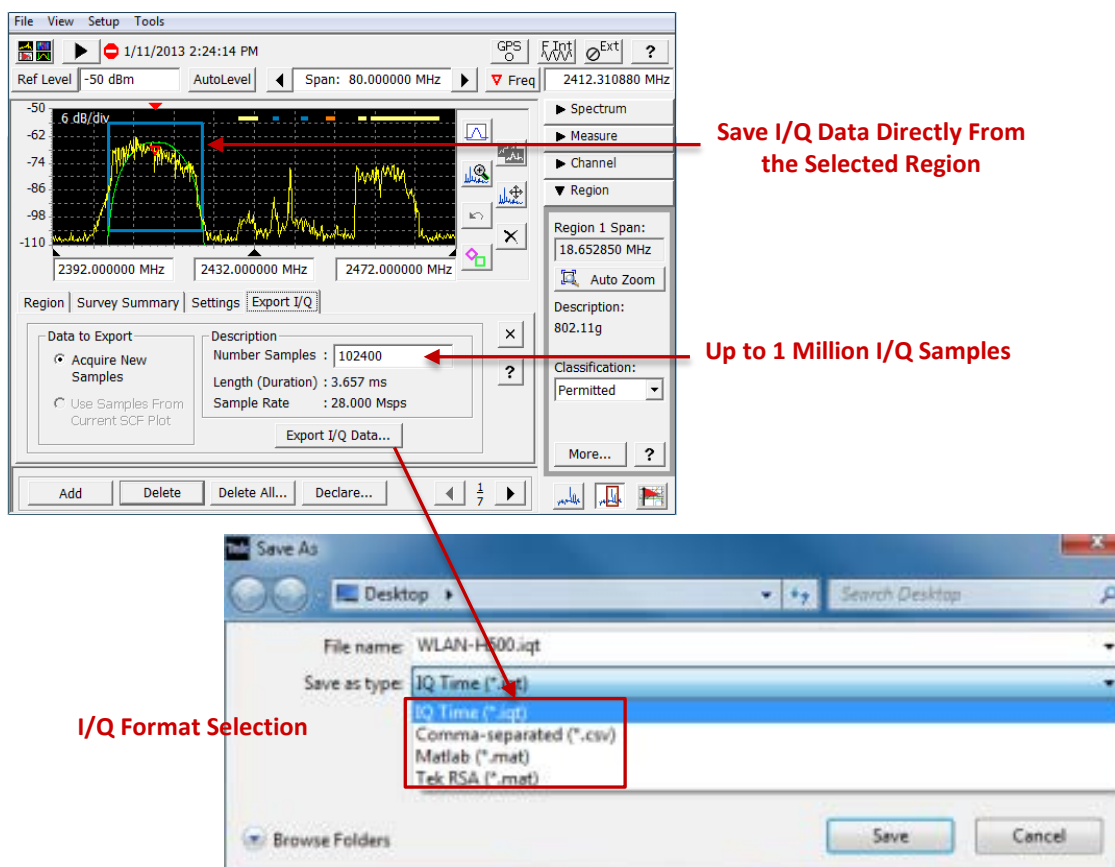 File View Setup Tools
1/11/2013 2:24:14 PM
GPS
F Int
Ext
?
Ref Level -50 dBm
AutoLevel
Span: 80.000000 MHz
Freq
2412.310880 MHz
-50
6 dB/div
-62
-74
-86
-98
-110
2392.000000 MHz
2432.000000 MHz
2472.000000 MHz
Spectrum
Measure
Channel
Region
Region 1 Span:
18.652850 MHz
Auto Zoom
Description:
802.11g
Classification:
Permitted
More...
?
Save I/Q Data Directly From
the Selected Region
Region
Survey Summary
Settings
Export I/Q
Data to Export
Acquire New
Samples
Use Samples From
Current SCF Plot
Description
Number Samples : 102400
Length (Duration) : 3.657 ms
Sample Rate : 28.000 Msps
Export I/Q Data...
?
Up to 1 Million I/Q Samples
Add
Delete
Delete All...
Declare...
1
7
Save As
Desktop
Search Desktop
File name: WLAN-H500.iqt
Save as type: IQ Time (*.iqt)
IQ Time (*.iqt)
Comma-separated (*.csv)
Matlab (*.mat)
Tek RSA (*.mat)
I/Q Format Selection
Browse Folders
Save
Cancel